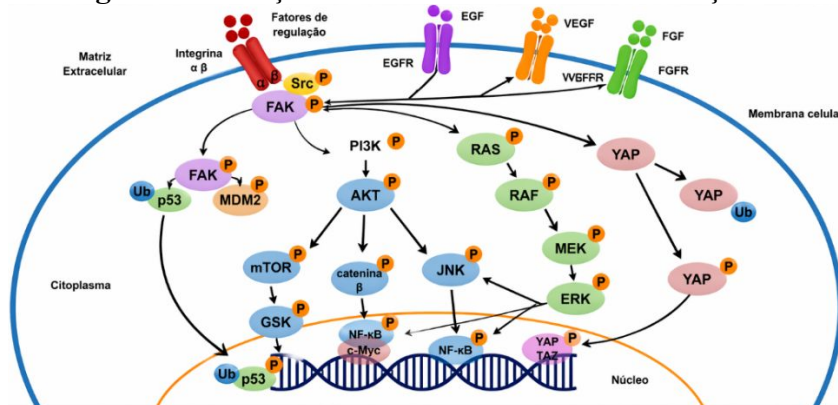 Fatores de
regulação
EGF
VEGF
FGF
Matriz
Extracelular
Integrina
α β
α β
Src
P
EGFR
VVGFFR
FGFR
FAK
P
Membrana celular
PI3K
P
RAS
P
YAP
P
FAK
P
Ub
p53
MDM2
P
AKT
P
RAF
P
YAP
Ub
MEK
P
Citoplasma
mTOR
P
catenina
β
P
JNK
P
YAP
P
ERK
P
GSK
P
NF-κB
P
c-Myc
NF-κB
P
YAP
TAZ
P
Ub
p53
P
Núcleo